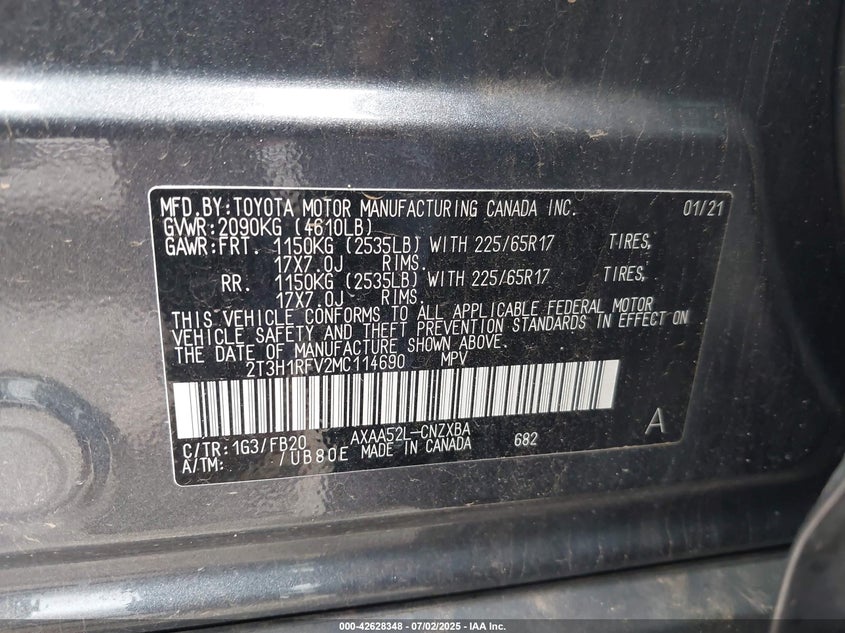 MFD.BY:TOYOTA MOTOR MANUFACTURING CANADA INC. 01/21
GVWR:2090KG (4610LB)
GAWR:FRT. 1150KG (2535LB) WITH 225/65R17 TIRES,
17X7.0J RIMS.
RR. 1150KG (2535LB) WITH 225/65R17 TIRES,
17X7.0J RIMS.
THIS VEHICLE CONFORMS TO ALL APPLICABLE FEDERAL MOTOR
VEHICLE SAFETY AND THEFT PREVENTION STANDARDS IN EFFECT ON
THE DATE OF MANUFACTURE SHOWN ABOVE.
2T3H1RFV2MC114690 MPV
C/TR:1G3/FB20 AXAA52L-CNZXBA 682 A
A/TM: /UB80E MADE IN CANADA
000-42628348 - 07/02/2025 - IAA Inc.